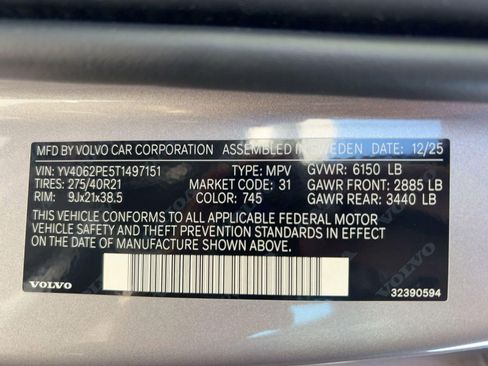 MFD BY VOLVO CAR CORPORATION ASSEMBLED IN SWEDEN DATE: 12/25
VIN: YV4062PE5T1497151 TYPE: MPV GVWR: 6150 LB
TIRES: 275/40R21 MARKET CODE: 31 GAWR FRONT: 2885 LB
RIM: 9Jx21x38.5 COLOR: 745 GAWR REAR: 3440 LB
THIS VEHICLE CONFORMS TO ALL APPLICABLE FEDERAL MOTOR
VEHICLE SAFETY AND THEFT PREVENTION STANDARDS IN EFFECT
ON THE DATE OF MANUFACTURE SHOWN ABOVE.
VOLVO 32390594